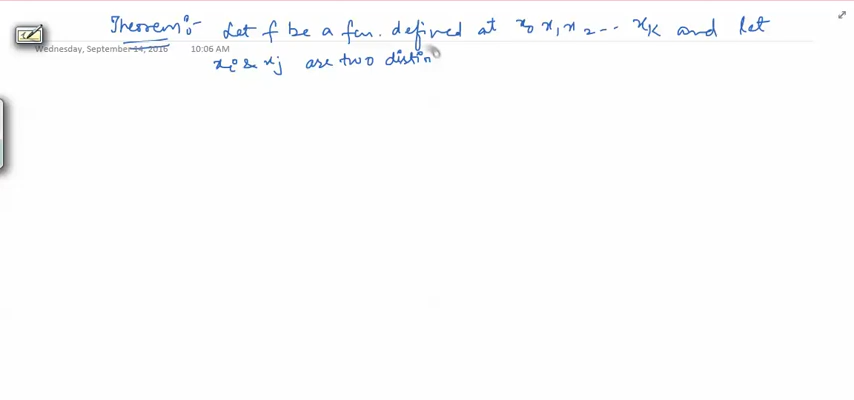 Theorem:- Let f be a fcn. defined at x₀ x₁ x₂ -- xₖ and let
Wednesday, September 14, 2016 10:06 AM
xᵢ & xⱼ are two distin